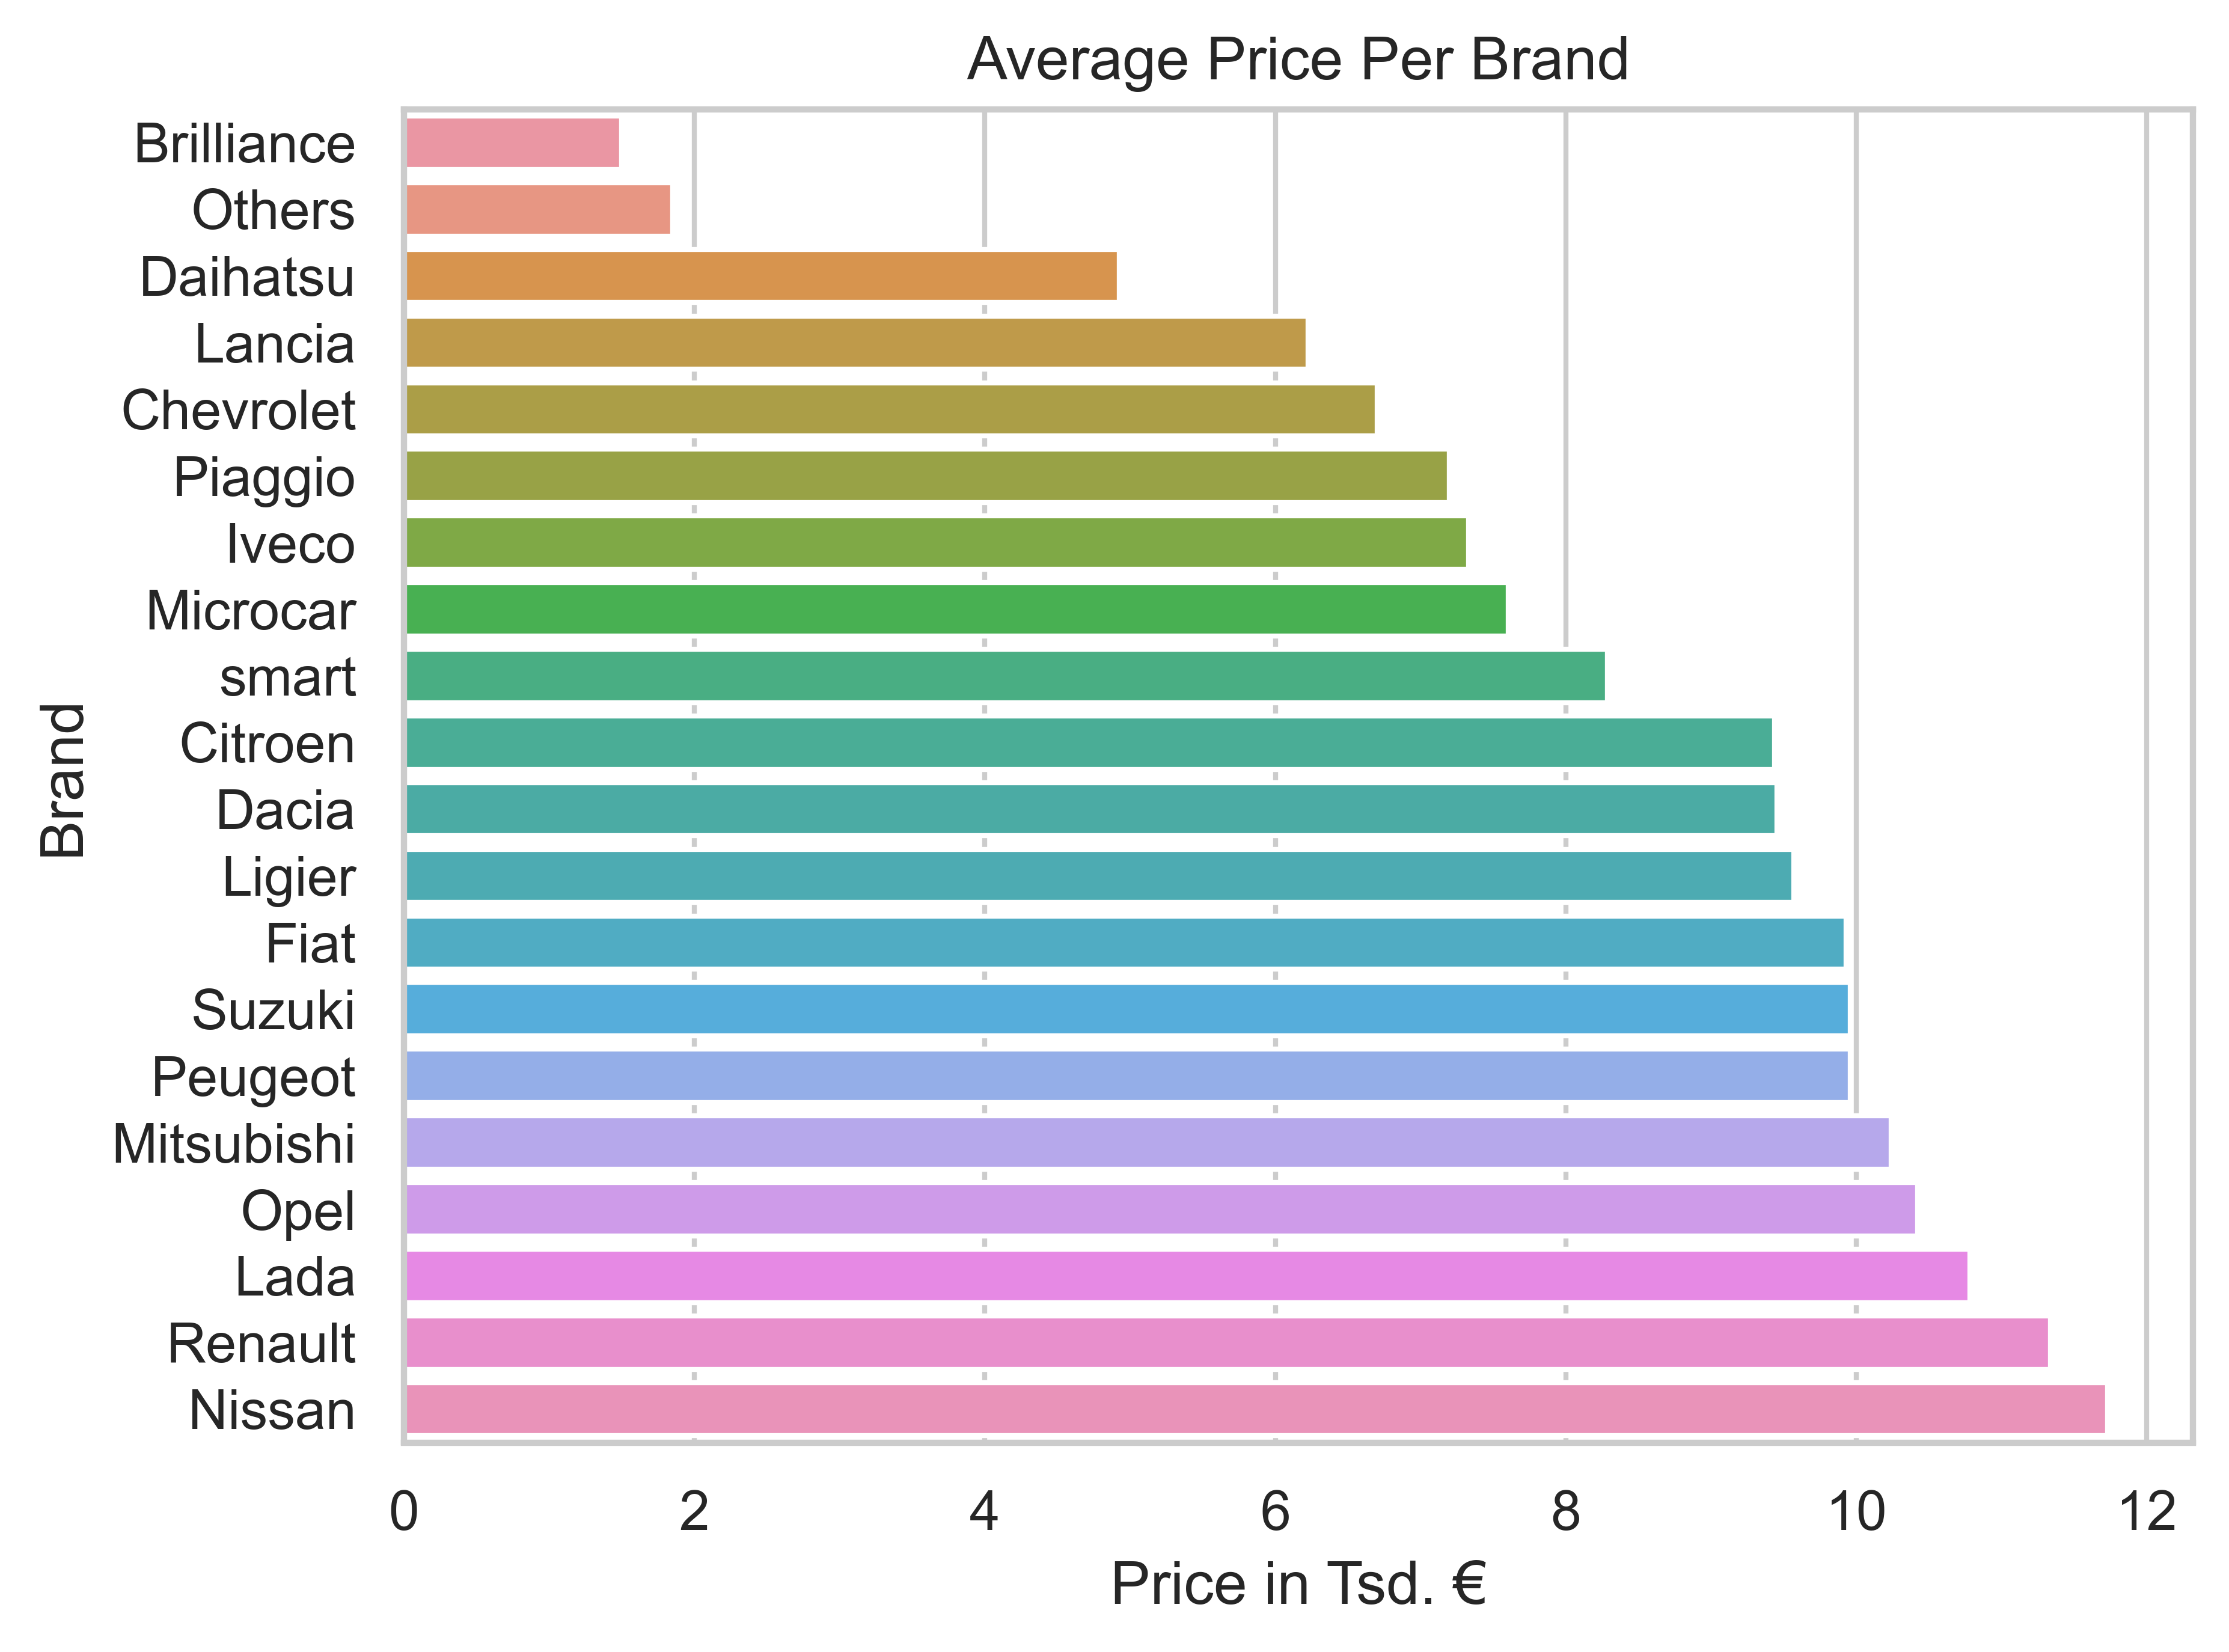 Average Price Per Brand
Brilliance
Others
Daihatsu
Lancia
Chevrolet
Piaggio
Iveco
Microcar
smart
Citroen
Dacia
Ligier
Fiat
Suzuki
Peugeot
Mitsubishi
Opel
Lada
Renault
Nissan
Brand
0 2 4 6 8 10 12
Price in Tsd. €